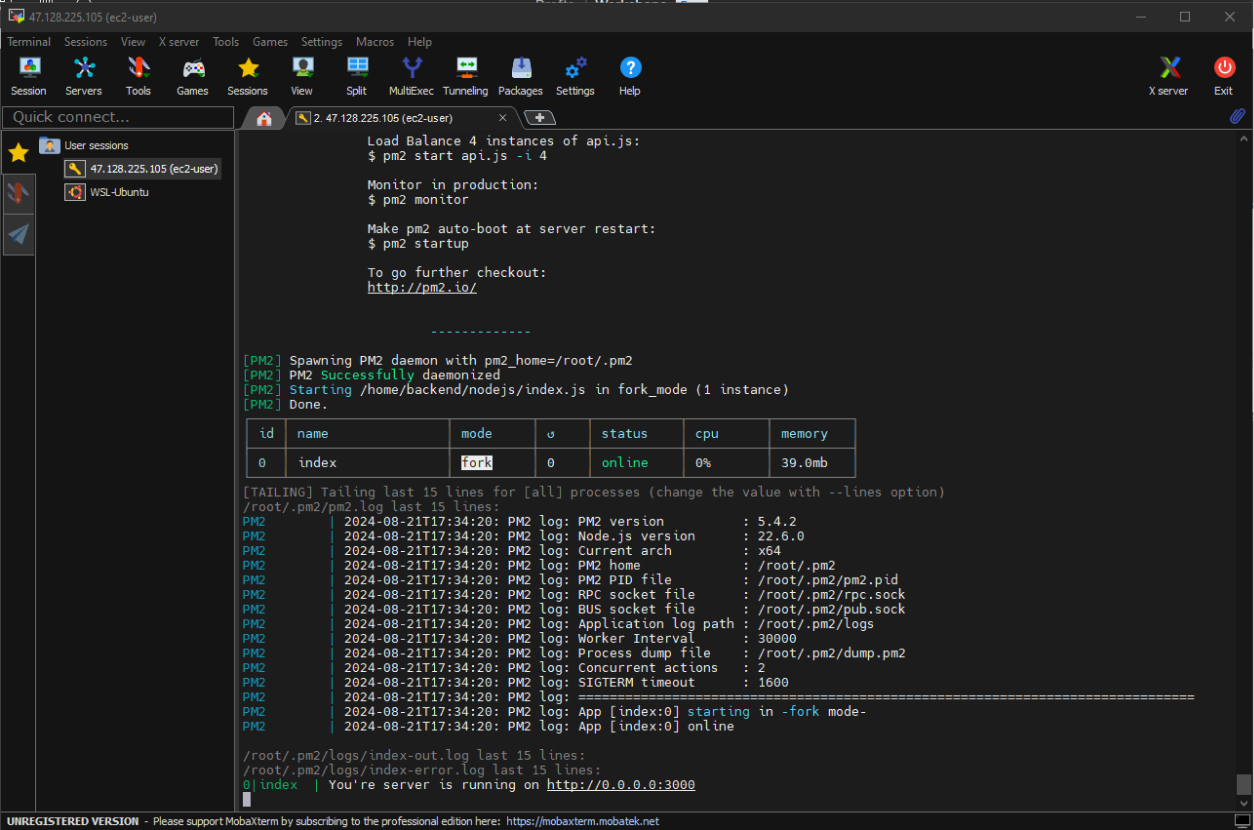 47.128.225.105 (ec2-user)
Terminal Sessions View X server Tools Games Settings Macros Help
Session Servers Tools Games Sessions View Split MultiExec Tunneling Packages Settings Help X server Exit
Quick connect...
2. 47.128.225.105 (ec2-user)
User sessions
47.128.225.105 (ec2-user)
WSL-Ubuntu
Load Balance 4 instances of api.js:
$ pm2 start api.js -i 4
Monitor in production:
$ pm2 monitor
Make pm2 auto-boot at server restart:
$ pm2 startup
To go further checkout:
http://pm2.io/
-------------
[PM2] Spawning PM2 daemon with pm2_home=/root/.pm2
[PM2] PM2 Successfully daemonized
[PM2] Starting /home/backend/nodejs/index.js in fork_mode (1 instance)
[PM2] Done.
id name mode ↺ status cpu memory
0 index fork 0 online 0% 39.0mb
[TAILING] Tailing last 15 lines for [all] processes (change the value with --lines option)
/root/.pm2/pm2.log last 15 lines:
PM2 | 2024-08-21T17:34:20: PM2 log: PM2 version : 5.4.2
PM2 | 2024-08-21T17:34:20: PM2 log: Node.js version : 22.6.0
PM2 | 2024-08-21T17:34:20: PM2 log: Current arch : x64
PM2 | 2024-08-21T17:34:20: PM2 log: PM2 home : /root/.pm2
PM2 | 2024-08-21T17:34:20: PM2 log: PM2 PID file : /root/.pm2/pm2.pid
PM2 | 2024-08-21T17:34:20: PM2 log: RPC socket file : /root/.pm2/rpc.sock
PM2 | 2024-08-21T17:34:20: PM2 log: BUS socket file : /root/.pm2/pub.sock
PM2 | 2024-08-21T17:34:20: PM2 log: Application log path : /root/.pm2/logs
PM2 | 2024-08-21T17:34:20: PM2 log: Worker Interval : 30000
PM2 | 2024-08-21T17:34:20: PM2 log: Process dump file : /root/.pm2/dump.pm2
PM2 | 2024-08-21T17:34:20: PM2 log: Concurrent actions : 2
PM2 | 2024-08-21T17:34:20: PM2 log: SIGTERM timeout : 1600
PM2 | 2024-08-21T17:34:20: PM2 log: ===============================================================================
PM2 | 2024-08-21T17:34:20: PM2 log: App [index:0] starting in -fork mode-
PM2 | 2024-08-21T17:34:20: PM2 log: App [index:0] online
/root/.pm2/logs/index-out.log last 15 lines:
/root/.pm2/logs/index-error.log last 15 lines:
0|index | You're server is running on http://0.0.0.0:3000
UNREGISTERED VERSION - Please support MobaXterm by subscribing to the professional edition here: https://mobaxterm.mobatek.net